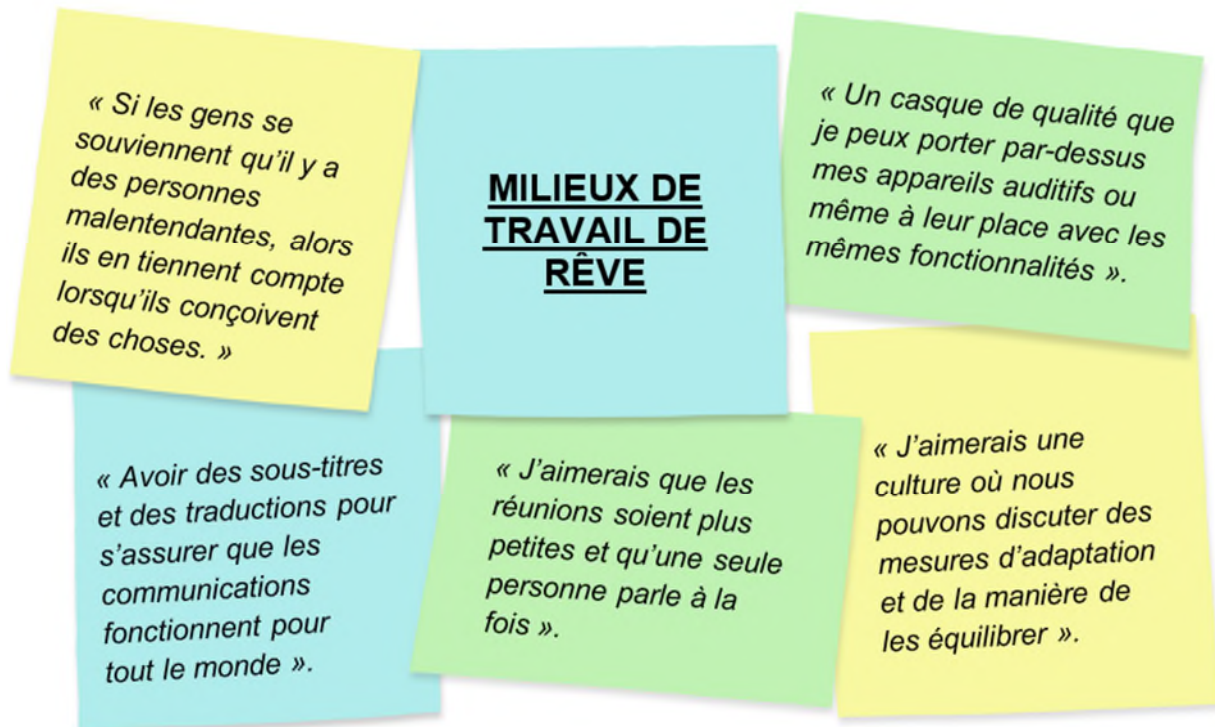 « Si les gens se
souviennent qu’il y a
des personnes
malentendantes, alors
ils en tiennent compte
lorsqu’ils conçoivent
des choses. »
MILIEUX DE
TRAVAIL DE
RÊVE
« Un casque de qualité que
je peux porter par-dessus
mes appareils auditifs ou
même à leur place avec les
mêmes fonctionnalités ».
« Avoir des sous-titres
et des traductions pour
s’assurer que les
communications
fonctionnent pour
tout le monde ».
« J’aimerais que les
réunions soient plus
petites et qu’une seule
personne parle à la
fois ».
« J’aimerais une
culture où nous
pouvons discuter des
mesures d’adaptation
et de la manière de
les équilibrer ».